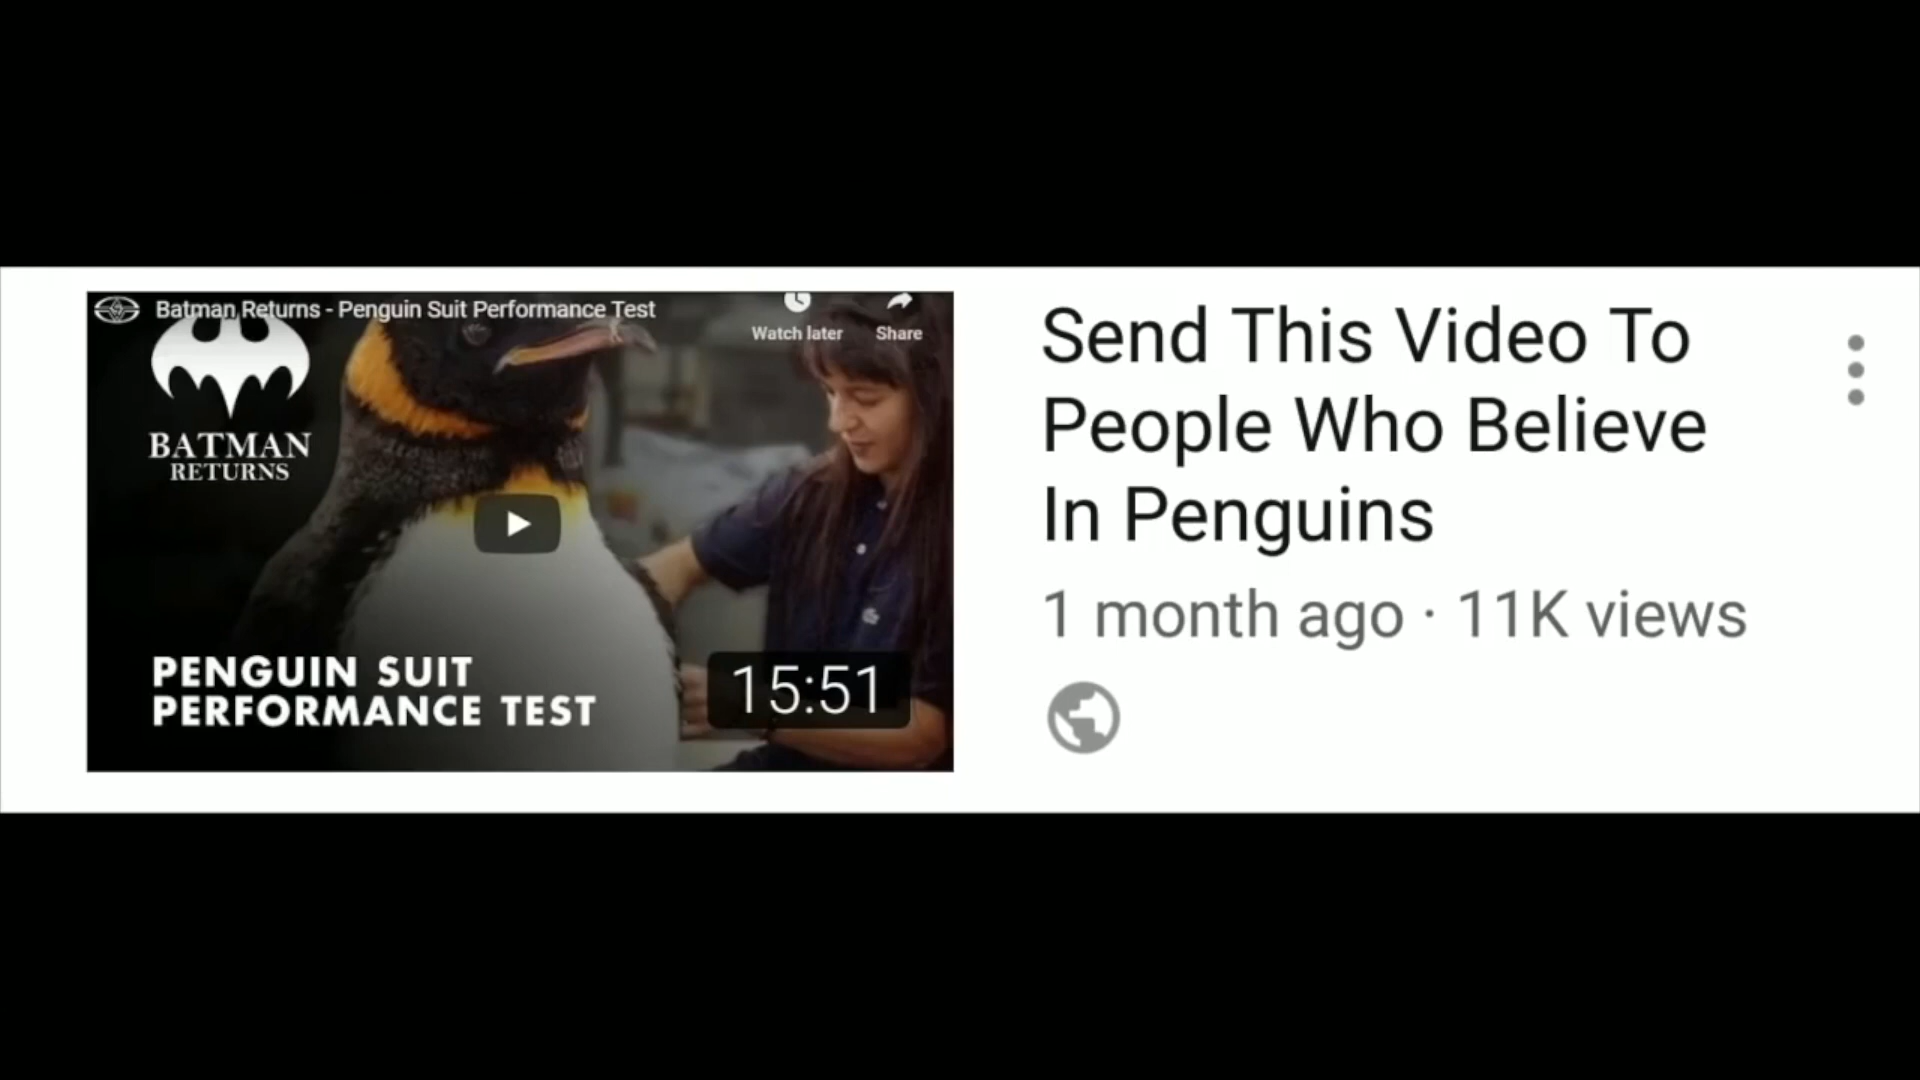 Batman Returns - Penguin Suit Performance Test
Watch later
Share
BATMAN
RETURNS
PENGUIN SUIT
PERFORMANCE TEST
15:51
Send This Video To
People Who Believe
In Penguins
1 month ago · 11K views